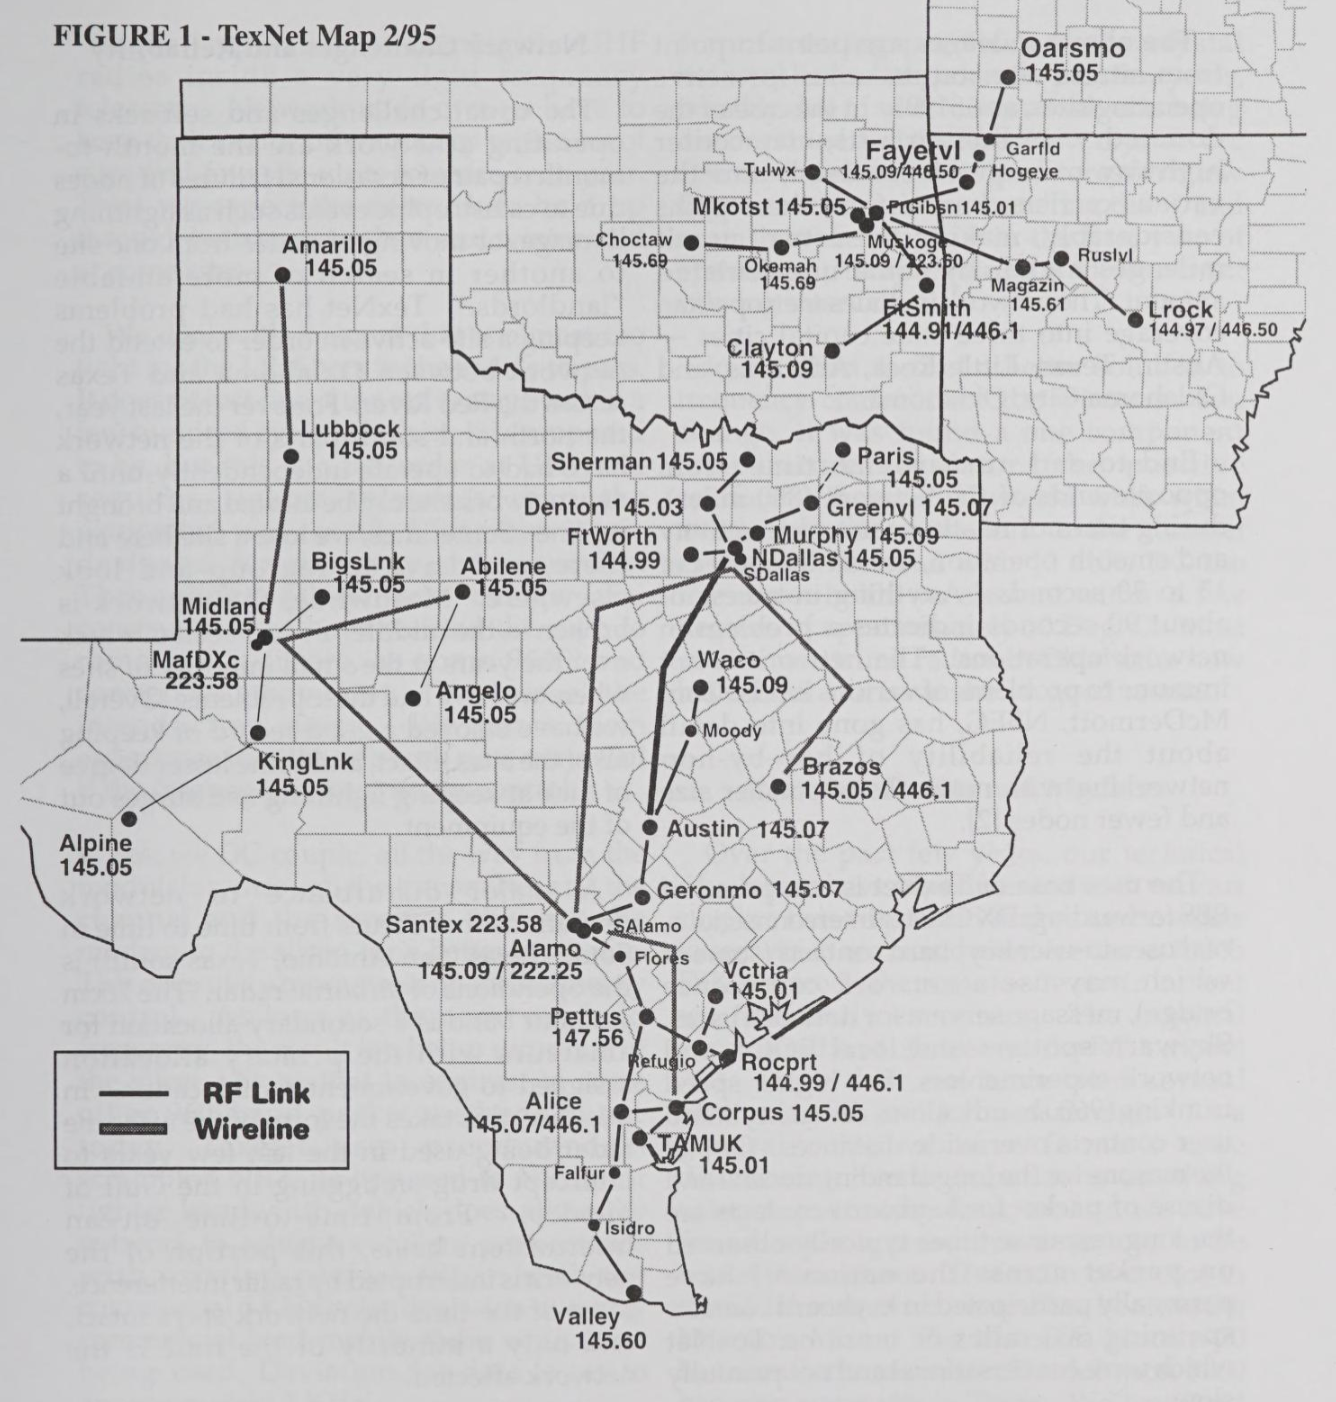 FIGURE 1 - TexNet Map 2/95
Oarsmo
145.05
Garfld
Fayetvl
145.09/446.50
Hogeye
Tulwx
Mkotst 145.05
FtGibsn 145.01
Choctaw
145.69
Okemah
145.69
Muskoge
145.09 / 223.60
Ruslvl
Magazin
145.61
Lrock
144.97 / 446.50
FtSmith
144.91/446.1
Clayton
145.09
Amarillo
145.05
Lubbock
145.05
Sherman 145.05
Paris
145.05
Denton 145.03
Greenvl 145.07
FtWorth
144.99
Murphy 145.09
NDallas 145.05
SDallas
BigsLnk
145.05
Abilene
145.05
Midland
145.05
MafDXc
223.58
Angelo
145.05
Waco
145.09
Moody
KingLnk
145.05
Brazos
145.05 / 446.1
Alpine
145.05
Austin 145.07
Geronmo 145.07
Santex 223.58
SAlamo
Alamo
145.09 / 222.25
Flores
Vctria
145.01
Pettus
147.56
Refugio
Rocprt
144.99 / 446.1
RF Link
Wireline
Alice
145.07/446.1
Corpus 145.05
TAMUK
145.01
Falfur
Isidro
Valley
145.60